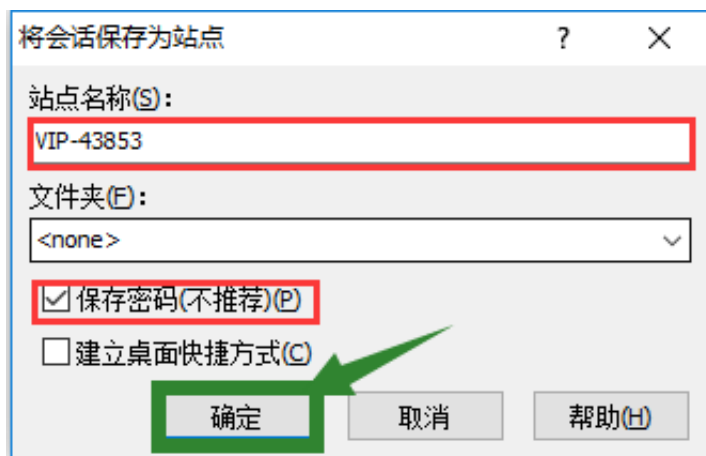 将会话保存为站点 ?
站点名称(S):
VIP-43853
文件夹(F):
<none>
保存密码(不推荐)(P)
建立桌面快捷方式(C)
确定 取消 帮助(H)